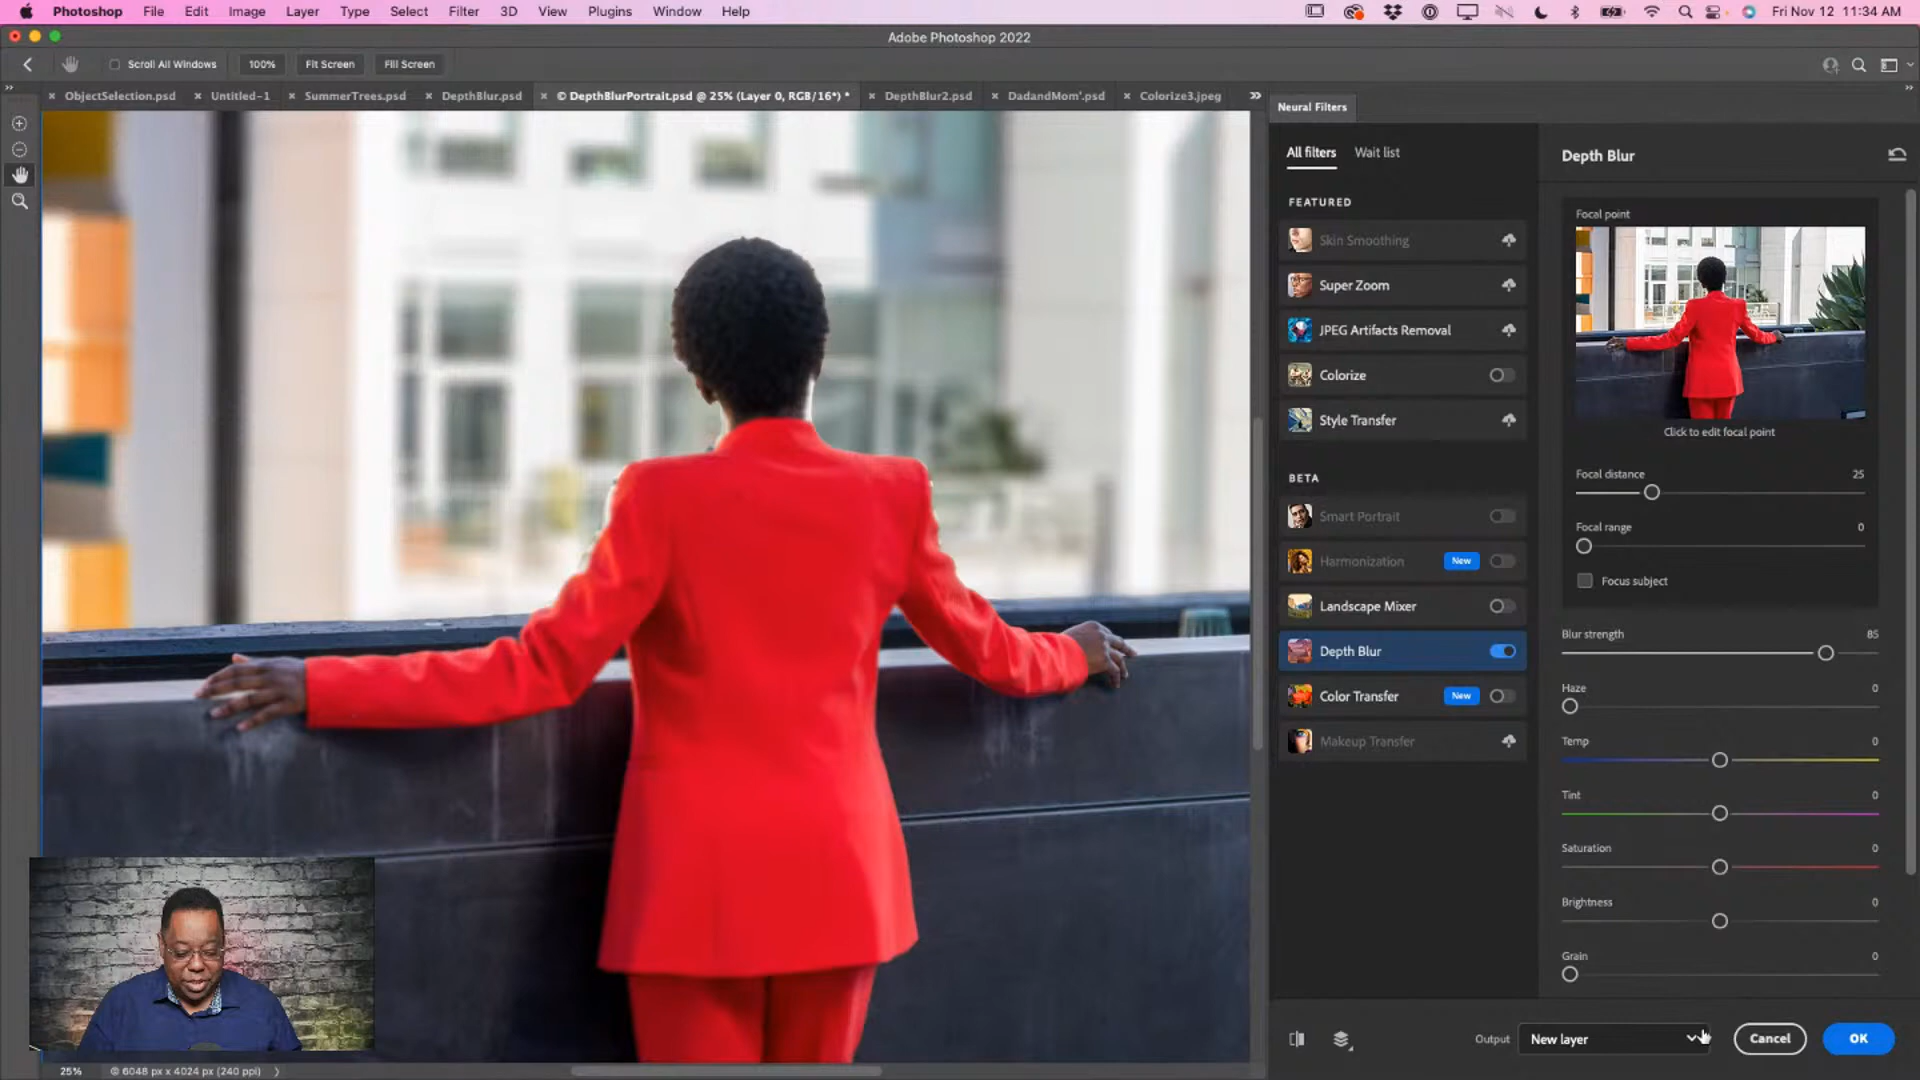 Photoshop File Edit Image Layer Type Select Filter 3D View Plugins Window Help Fri Nov 12 11:34 AM
Adobe Photoshop 2022
Scroll All Windows 100% Fit Screen Fill Screen
ObjectSelection.psd Untitled-1 SummerTrees.psd DepthBlur.psd © DepthBlurPortrait.psd @ 25% (Layer 0, RGB/16*) * DepthBlur2.psd DadandMom'.psd Colorize3.jpeg
Neural Filters
All filters Wait list
Depth Blur
FEATURED
Skin Smoothing
Super Zoom
JPEG Artifacts Removal
Colorize
Style Transfer
BETA
Smart Portrait
Harmonization New
Landscape Mixer
Depth Blur
Color Transfer New
Makeup Transfer
Focal point
Click to edit focal point
Focal distance 25
Focal range 0
Focus subject
Blur strength 85
Haze 0
Temp 0
Tint 0
Saturation 0
Brightness 0
Grain 0
Output New layer Cancel OK
25% © 6048 px x 4024 px (240 ppi)